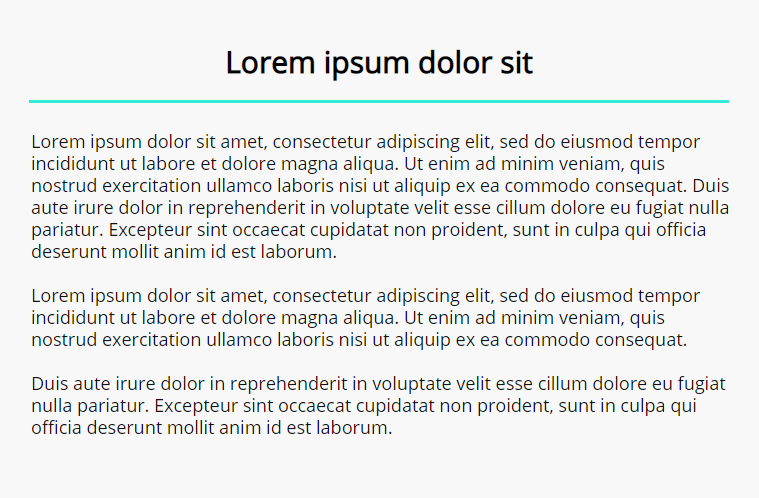 Lorem ipsum dolor sit
Lorem ipsum dolor sit amet, consectetur adipiscing elit, sed do eiusmod tempor
incididunt ut labore et dolore magna aliqua. Ut enim ad minim veniam, quis
nostrud exercitation ullamco laboris nisi ut aliquip ex ea commodo consequat. Duis
aute irure dolor in reprehenderit in voluptate velit esse cillum dolore eu fugiat nulla
pariatur. Excepteur sint occaecat cupidatat non proident, sunt in culpa qui officia
deserunt mollit anim id est laborum.
Lorem ipsum dolor sit amet, consectetur adipiscing elit, sed do eiusmod tempor
incididunt ut labore et dolore magna aliqua. Ut enim ad minim veniam, quis
nostrud exercitation ullamco laboris nisi ut aliquip ex ea commodo consequat.
Duis aute irure dolor in reprehenderit in voluptate velit esse cillum dolore eu fugiat
nulla pariatur. Excepteur sint occaecat cupidatat non proident, sunt in culpa qui
officia deserunt mollit anim id est laborum.